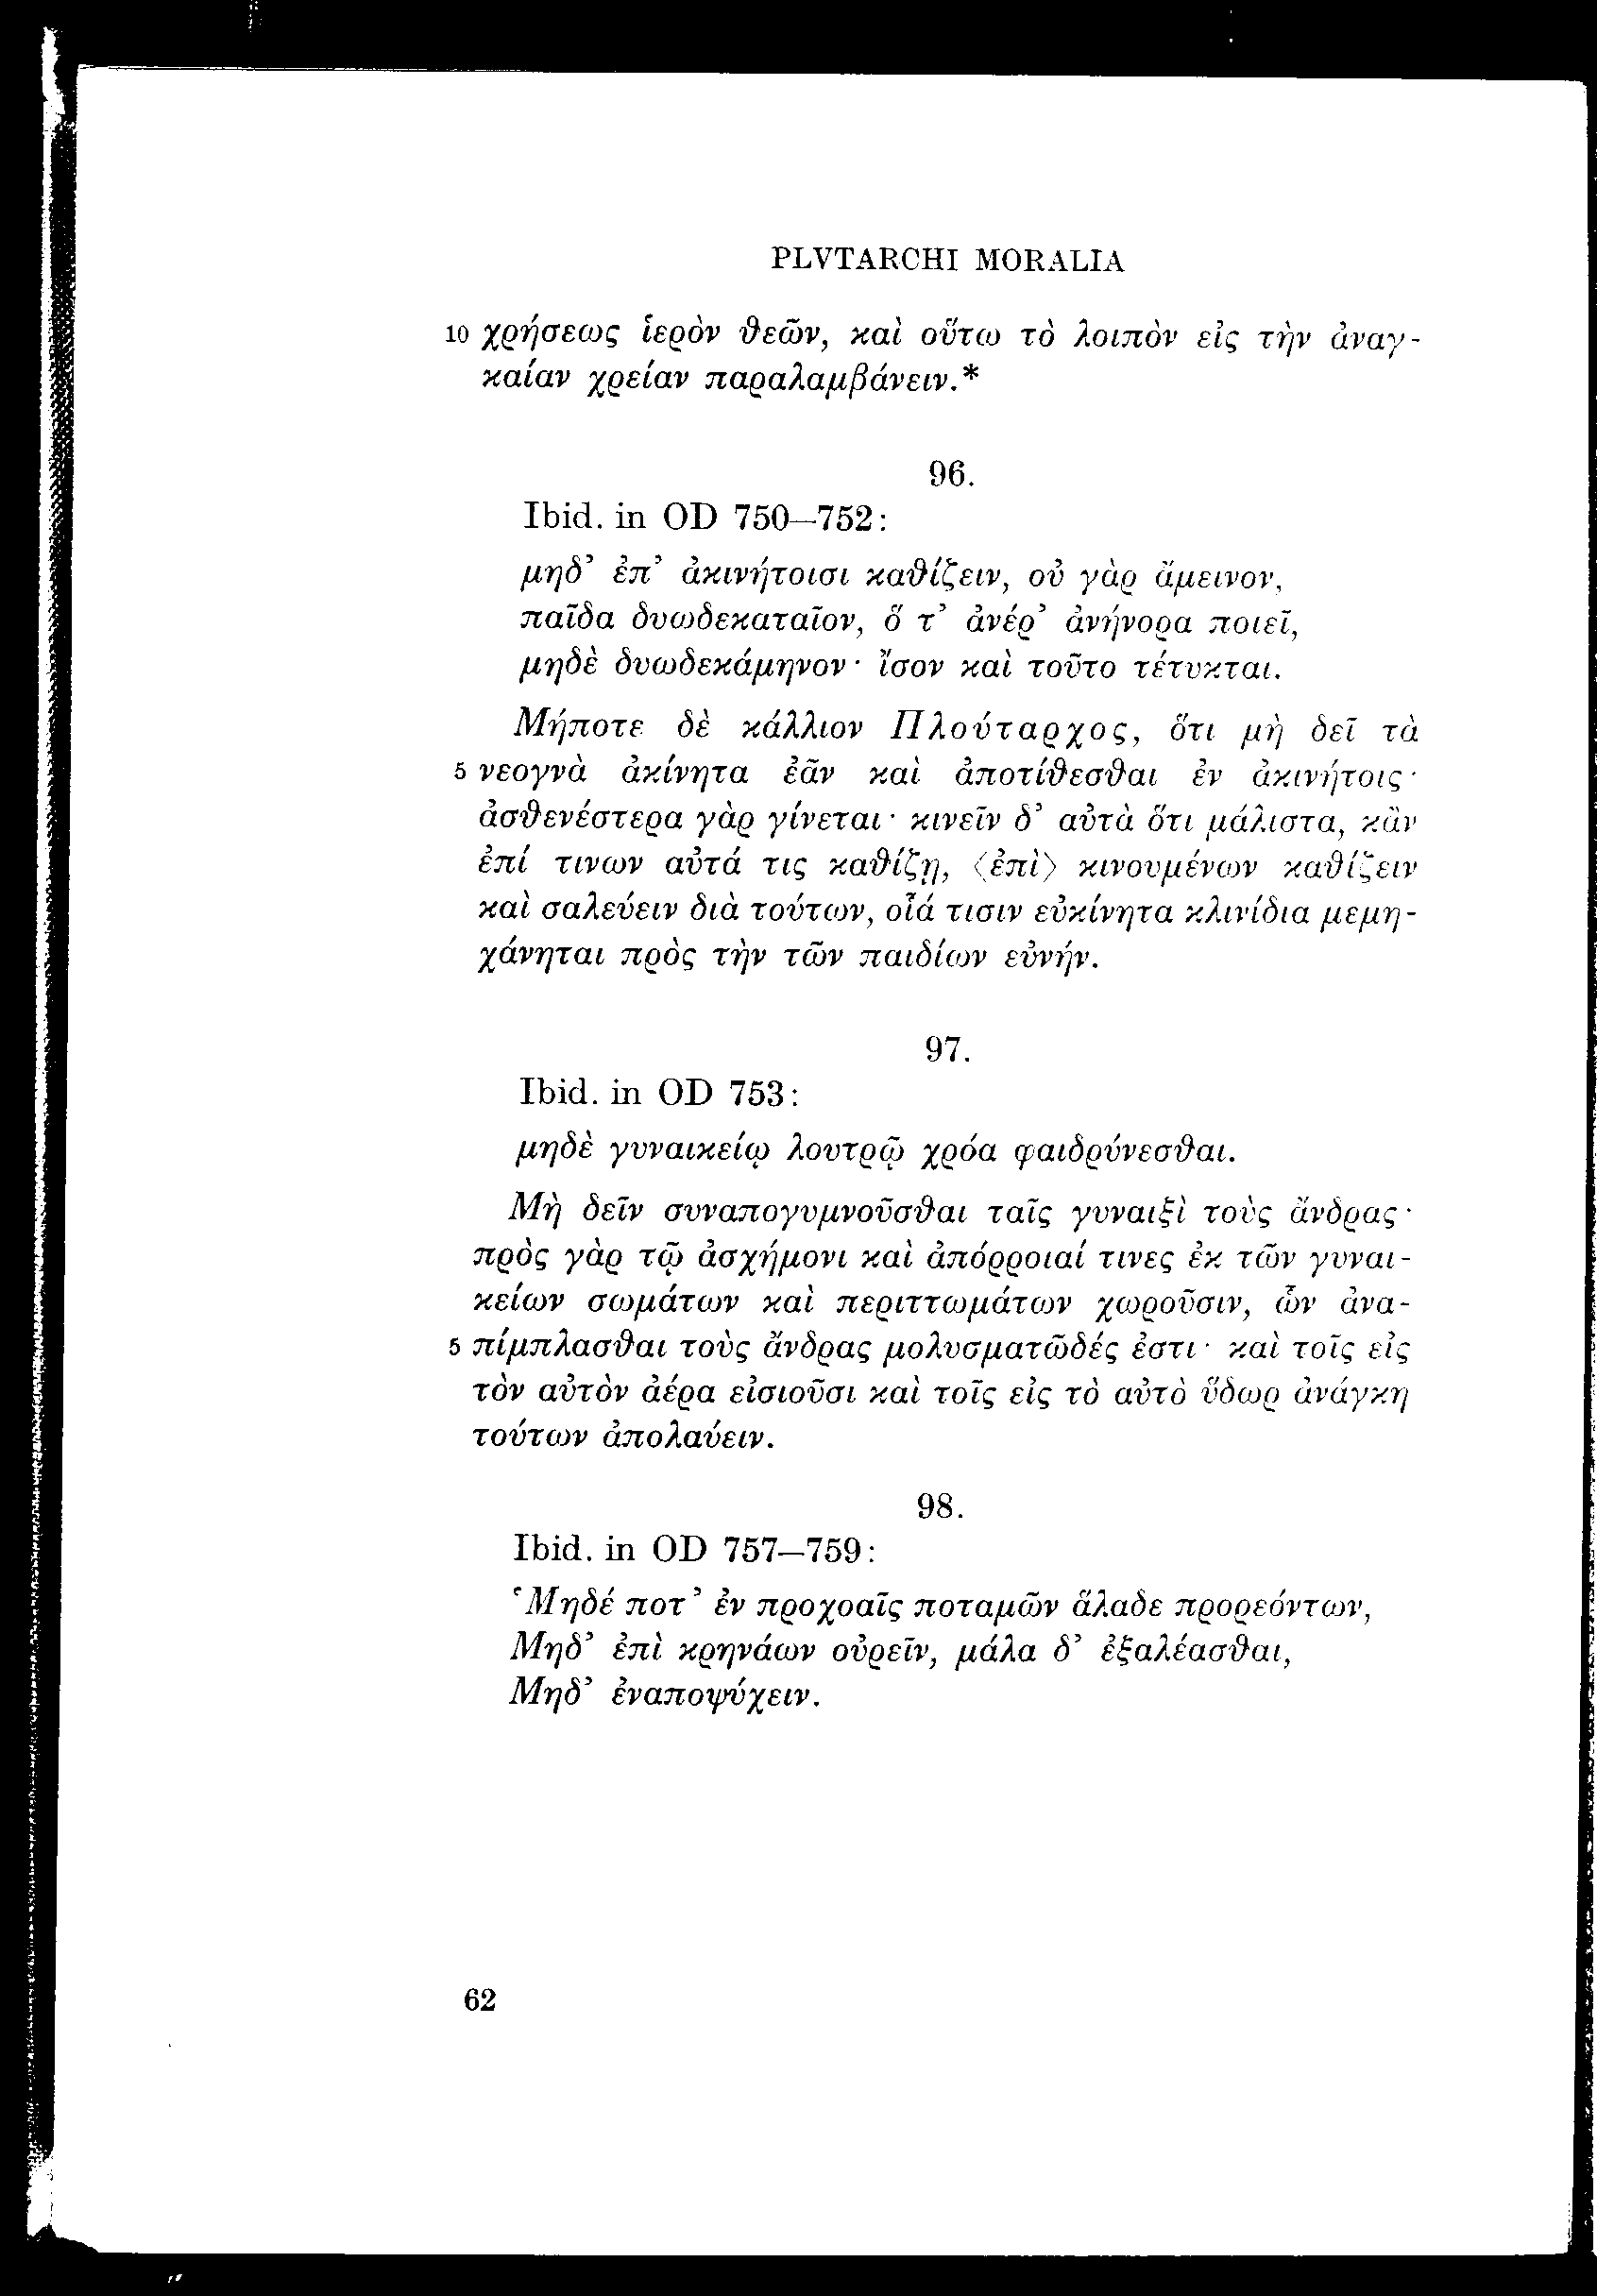 PLVTARCHI MORALIA
10 χρήσεως ἱερὸν ϑεῶν, καὶ οὕτω τὸ λοιπὸν εἰς τὴν ἀναγ-
καίαν χρείαν παραλαμβάνειν.*
96.
Ibid. in OD 750–752:
μηδ’ ἐπ’ ἀκινήτοισι καϑίζειν, οὐ γὰρ ἄμεινον,
παῖδα δυωδεκαταῖον, ὅ τ’ ἀνέρ’ ἀνήνορα ποιεῖ,
μηδὲ δυωδεκάμηνον· ἴσον καὶ τοῦτο τέτυκται.
Μήποτε δὲ κάλλιον Πλούταρχος, ὅτι μὴ δεῖ τὰ
5 νεογνὰ ἀκίνητα ἐᾶν καὶ ἀποτίϑεσϑαι ἐν ἀκινήτοις·
ἀσϑενέστερα γὰρ γίνεται· κινεῖν δ’ αὐτὰ ὅτι μάλιστα, κἂν
ἐπί τινων αὐτά τις καϑίζῃ, ⟨ἐπὶ⟩ κινουμένων καϑίζειν
καὶ σαλεύειν διὰ τούτων, οἷά τισιν εὐκίνητα κλινίδια μεμη-
χάνηται πρὸς τὴν τῶν παιδίων εὐνήν.
97.
Ibid. in OD 753:
μηδὲ γυναικείῳ λουτρῷ χρόα φαιδρύνεσϑαι.
Μὴ δεῖν συναπογυμνοῦσϑαι ταῖς γυναιξὶ τοὺς ἄνδρας·
πρὸς γὰρ τῷ ἀσχήμονι καὶ ἀπόρροιαί τινες ἐκ τῶν γυναι-
κείων σωμάτων καὶ περιττωμάτων χωροῦσιν, ὧν ἀνα-
5 πίμπλασϑαι τοὺς ἄνδρας μολυσματῶδές ἐστι· καὶ τοῖς εἰς
τὸν αὐτὸν ἀέρα εἰσιοῦσι καὶ τοῖς εἰς τὸ αὐτὸ ὕδωρ ἀνάγκη
τούτων ἀπολαύειν.
98.
Ibid. in OD 757–759:
‘Μηδέ ποτ’ ἐν προχοαῖς ποταμῶν ἅλαδε προρεόντων,
Μηδ’ ἐπὶ κρηνάων οὐρεῖν, μάλα δ’ ἐξαλέασϑαι,
Μηδ’ ἐναποψύχειν.
62